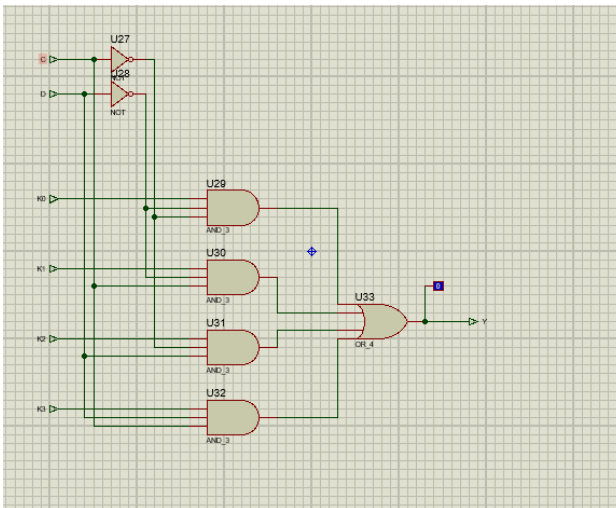 U27
C
NOT
U28
D
NOT
U29
K0
AND_3
U30
K1
AND_3
U33
0
U31
Y
K2
OR_4
AND_3
U32
K3
AND_3